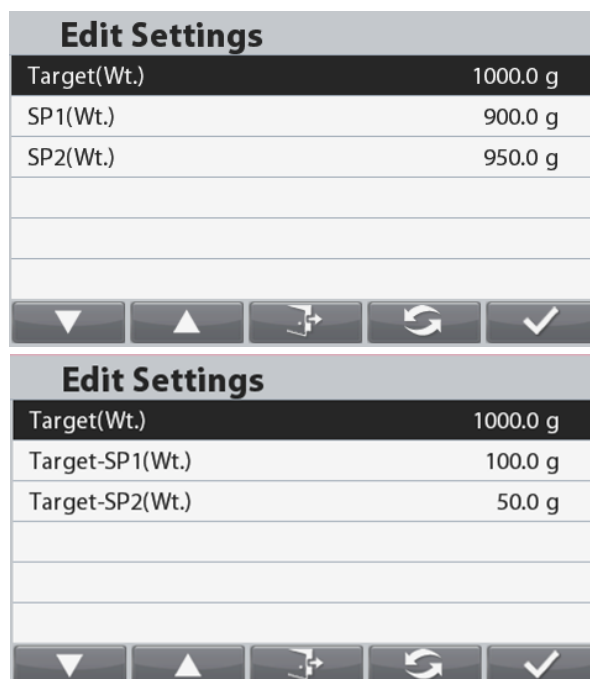 Edit Settings
Target(Wt.) 1000.0 g
SP1(Wt.) 900.0 g
SP2(Wt.) 950.0 g
Edit Settings
Target(Wt.) 1000.0 g
Target-SP1(Wt.) 100.0 g
Target-SP2(Wt.) 50.0 g